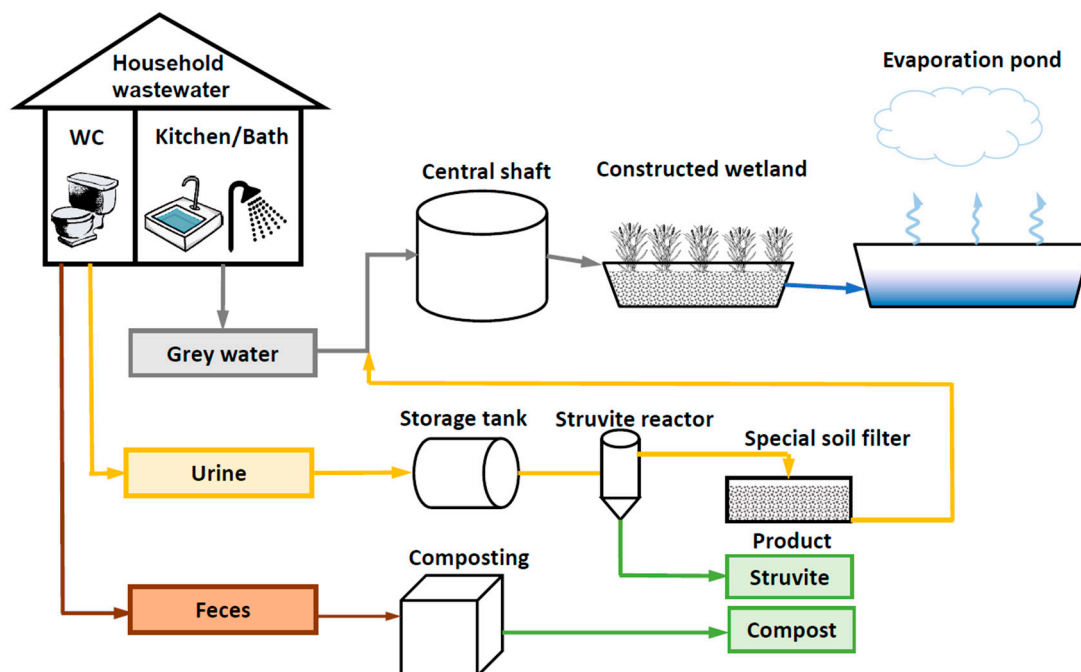 Household
wastewater
WC
Kitchen/Bath
Evaporation pond
Central shaft
Constructed wetland
Grey water
Storage tank
Struvite reactor
Special soil filter
Urine
Product
Struvite
Composting
Feces
Compost